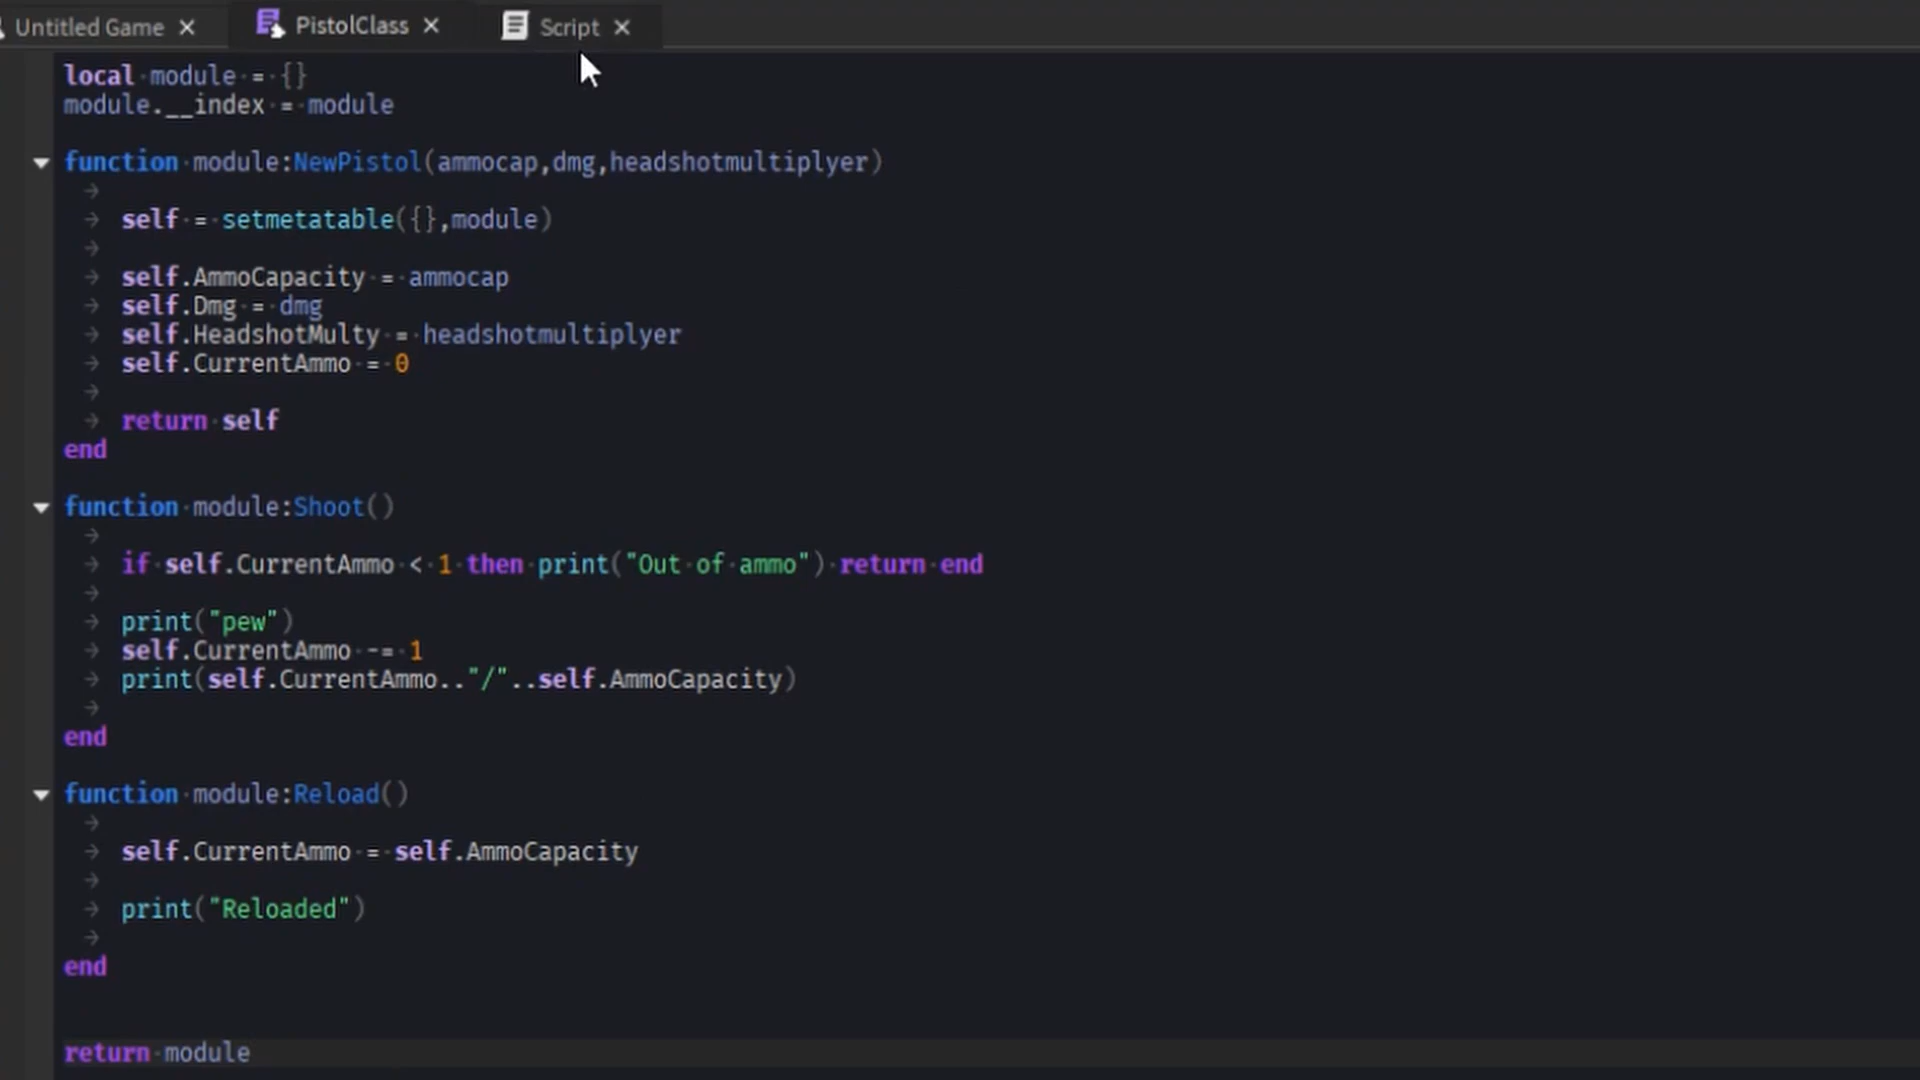 Untitled Game PistolClass Script
local module = {}
module.__index = module
function module:NewPistol(ammocap,dmg,headshotmultiplyer)
self = setmetatable({},module)
self.AmmoCapacity = ammocap
self.Dmg = dmg
self.HeadshotMulty = headshotmultiplyer
self.CurrentAmmo = 0
return self
end
function module:Shoot()
if self.CurrentAmmo < 1 then print("Out of ammo") return end
print("pew")
self.CurrentAmmo -= 1
print(self.CurrentAmmo.."/"..self.AmmoCapacity)
end
function module:Reload()
self.CurrentAmmo = self.AmmoCapacity
print("Reloaded")
end
return module